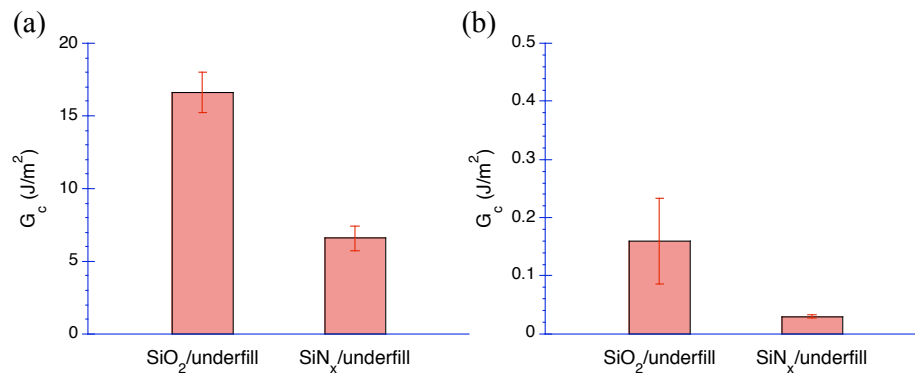 (a)
20
15
10
5
0
G_c (J/m^2)
SiO_2/underfill
SiN_x/underfill
(b)
0.5
0.4
0.3
0.2
0.1
0
G_c (J/m^2)
SiO_2/underfill
SiN_x/underfill